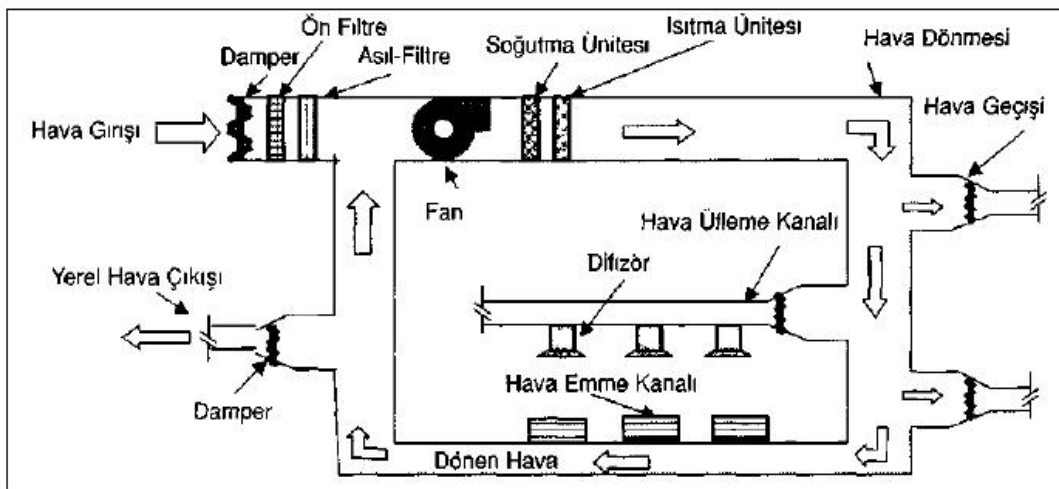 Ön Filtre
Damper
Asıl-Filtre
Soğutma Ünitesi
Isıtma Ünitesi
Hava Dönmesi
Hava Girişi
Hava Geçişi
Fan
Hava Üfleme Kanalı
Difizör
Yerel Hava Çıkışı
Damper
Hava Emme Kanalı
Dönen Hava